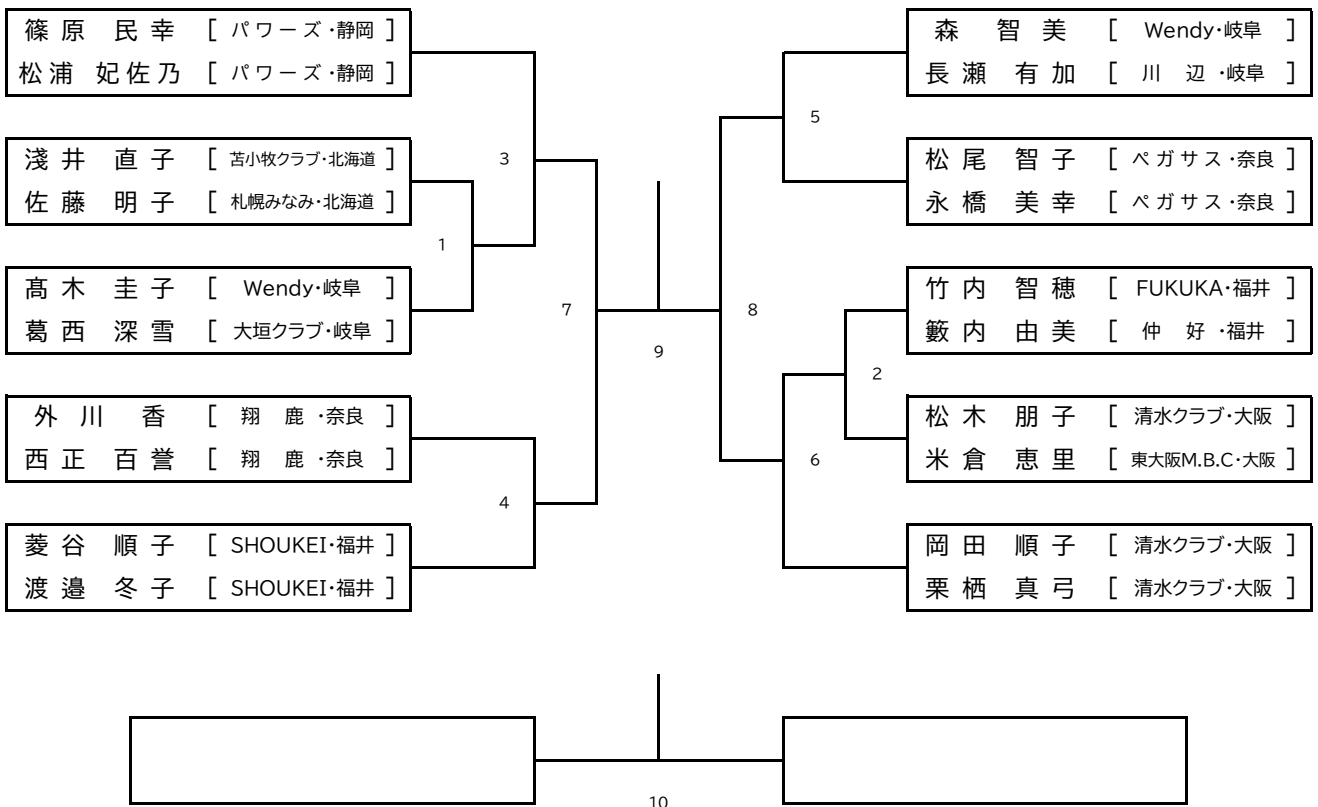 篠原 民幸 [ パワーズ・静岡 ]
松浦 妃佐乃 [ パワーズ・静岡 ]
淺井 直子 [ 苫小牧クラブ・北海道 ]
佐藤 明子 [ 札幌みなみ・北海道 ]
髙木 圭子 [ Wendy・岐阜 ]
葛西 深雪 [ 大垣クラブ・岐阜 ]
外川 香 [ 翔鹿・奈良 ]
西正 百誉 [ 翔鹿・奈良 ]
菱谷 順子 [ SHOUKEI・福井 ]
渡邉 冬子 [ SHOUKEI・福井 ]
3
1
7
4
9
8
5
2
6
森 智美 [ Wendy・岐阜 ]
長瀬 有加 [ 川辺・岐阜 ]
松尾 智子 [ ペガサス・奈良 ]
永橋 美幸 [ ペガサス・奈良 ]
竹内 智穂 [ FUKUKA・福井 ]
籔内 由美 [ 仲好・福井 ]
松木 朋子 [ 清水クラブ・大阪 ]
米倉 恵里 [ 東大阪M.B.C・大阪 ]
岡田 順子 [ 清水クラブ・大阪 ]
栗栖 真弓 [ 清水クラブ・大阪 ]
10